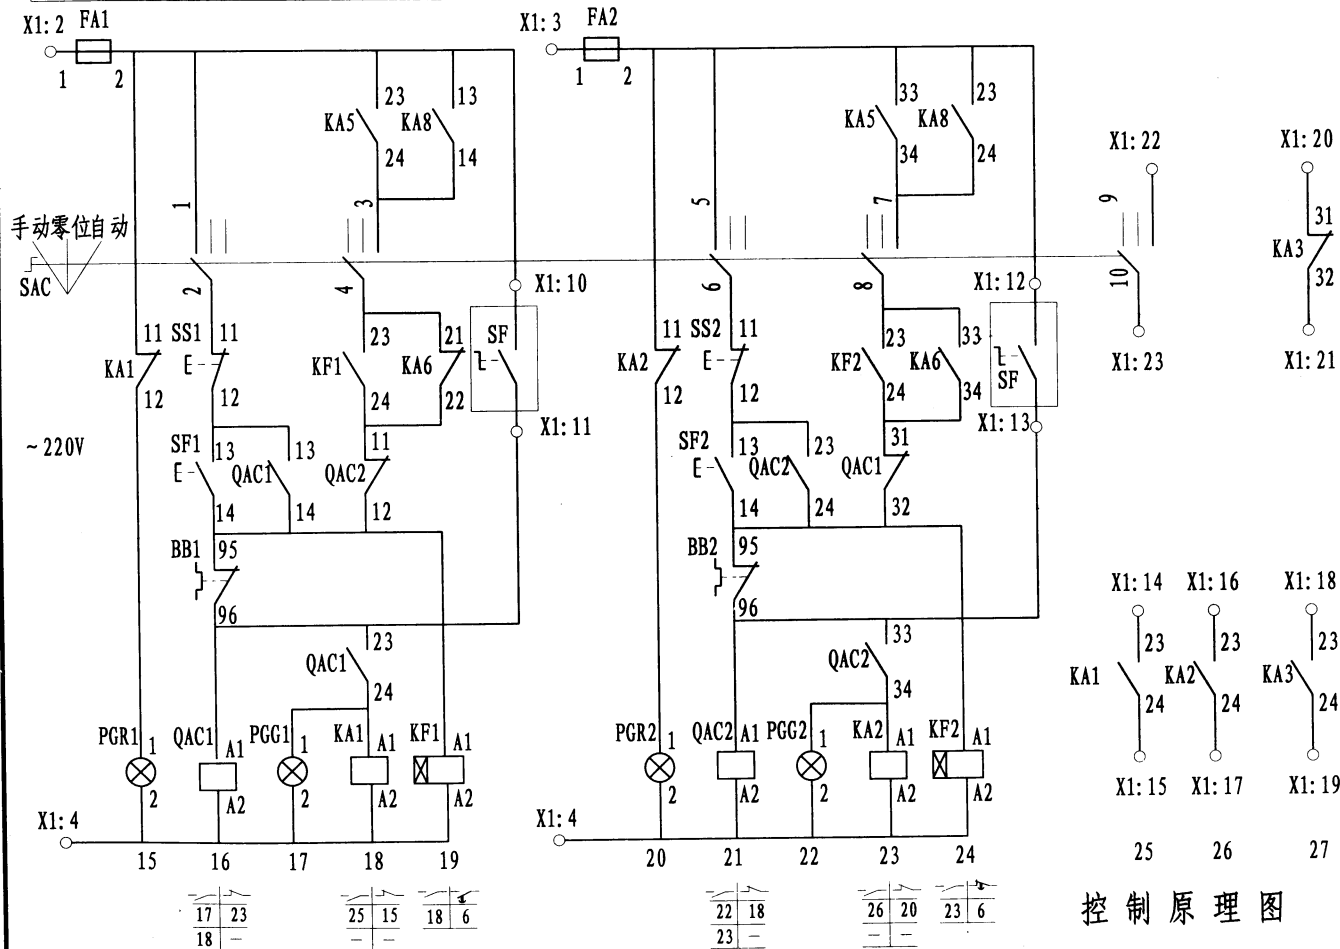 X1:2 FA1 X1:3 FA2
1 2 1 2
23 13 33 23
KA5 KA8 KA5 KA8 X1:22 X1:20
24 14 34 24
1 3 5 7 9 31
手动零位自动 KA3
SAC 2 4 X1:10 6 8 X1:12 10 32
11 SS1 11 23 21 SF 11 SS2 11 23 33
KA1 E KF1 KA6 KA2 E KF2 KA6 SF X1:23 X1:21
12 12 24 22 12 12 24 34
~220V SF1 13 13 11 X1:11 SF2 13 23 31 X1:13
E QAC1 QAC2 E QAC2 QAC1
14 14 12 14 24 32
BB1 95 BB2 95
96 96 X1:14 X1:16 X1:18
23 33 23 23 23
QAC1 QAC2 KA1 KA2 KA3
24 34 24 24 24
PGR1 QAC1 PGG1 KA1 KF1 PGR2 QAC2 PGG2 KA2 KF2
1 A1 1 A1 A1 1 A1 1 A1 A1
2 A2 2 A2 A2 2 A2 2 A2 A2 X1:15 X1:17 X1:19
X1:4 X1:4
15 16 17 18 19 20 21 22 23 24 25 26 27
17 23 25 15 18 6 22 18 26 20 23 6
18 – – – 23 – – –
控制原理图